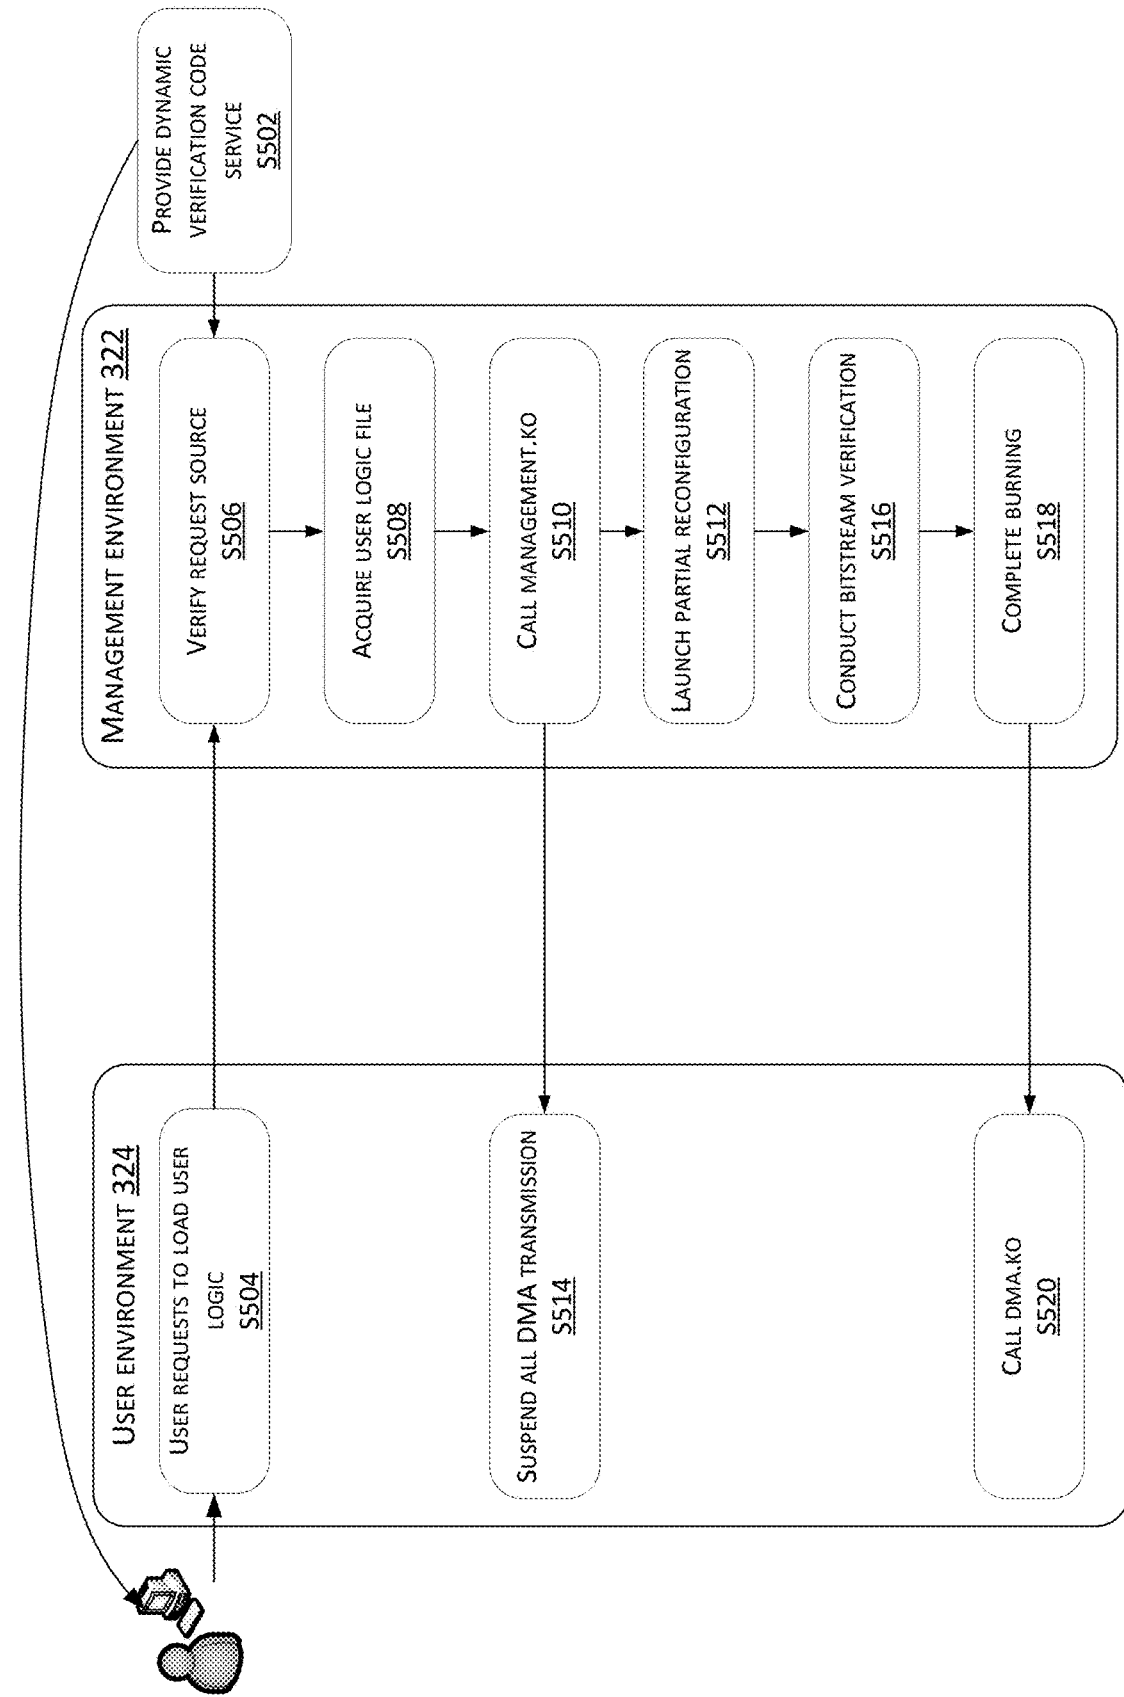 PROVIDE DYNAMIC
VERIFICATION CODE
SERVICE
S502
MANAGEMENT ENVIRONMENT 322
VERIFY REQUEST SOURCE
S506
ACQUIRE USER LOGIC FILE
S508
CALL MANAGEMENT.KO
S510
LAUNCH PARTIAL RECONFIGURATION
S512
CONDUCT BITSTREAM VERIFICATION
S516
COMPLETE BURNING
S518
USER ENVIRONMENT 324
USER REQUESTS TO LOAD USER
LOGIC
S504
SUSPEND ALL DMA TRANSMISSION
S514
CALL DMA.KO
S520